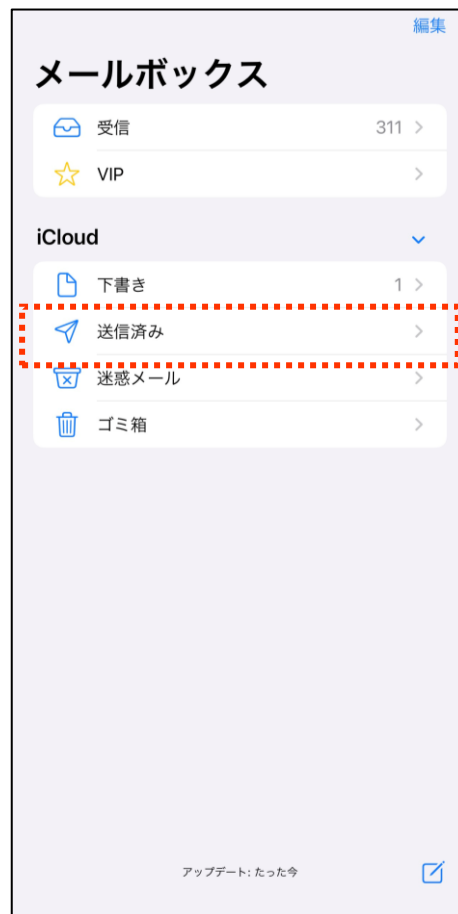 編集
メールボックス
受信 311
VIP
iCloud
下書き 1
送信済み
迷惑メール
ゴミ箱
アップデート: たった今